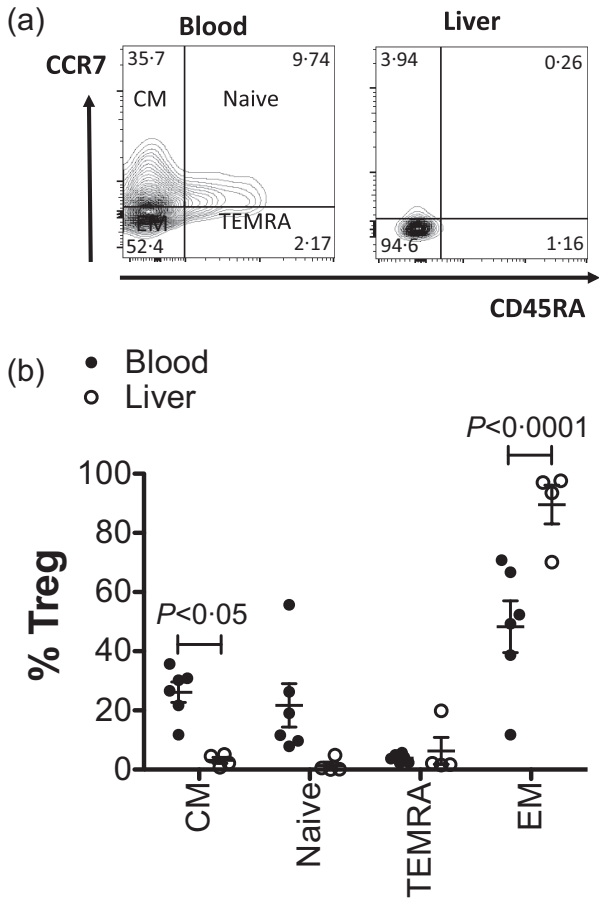 (a)
Blood
Liver
CCR7
35·7
9·74
3·94
0·26
CM
Naive
EM
TEMRA
52·4
2·17
94·6
1·16
CD45RA
(b)
Blood
Liver
P<0·0001
P<0·05
% Treg
100
80
60
40
20
0
CM
Naive
TEMRA
EM